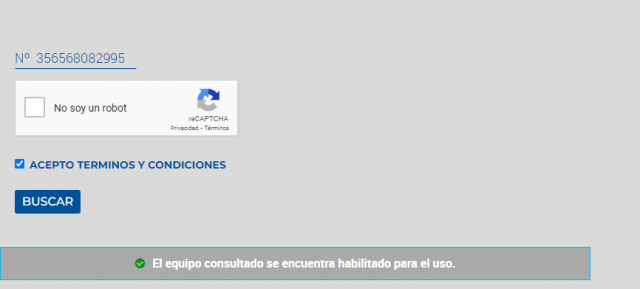 Nº 356568082995
No soy un robot
reCAPTCHA
Privacidad - Términos
ACEPTO TERMINOS Y CONDICIONES
BUSCAR
El equipo consultado se encuentra habilitado para el uso.